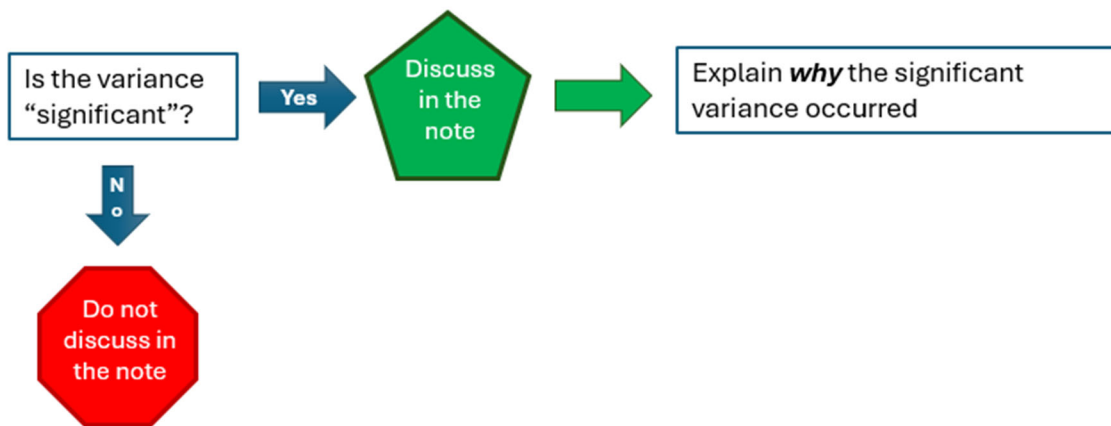 Is the variance
“significant”?
Yes
Discuss
in the
note
Explain why the significant
variance occurred
N
o
Do not
discuss in
the note